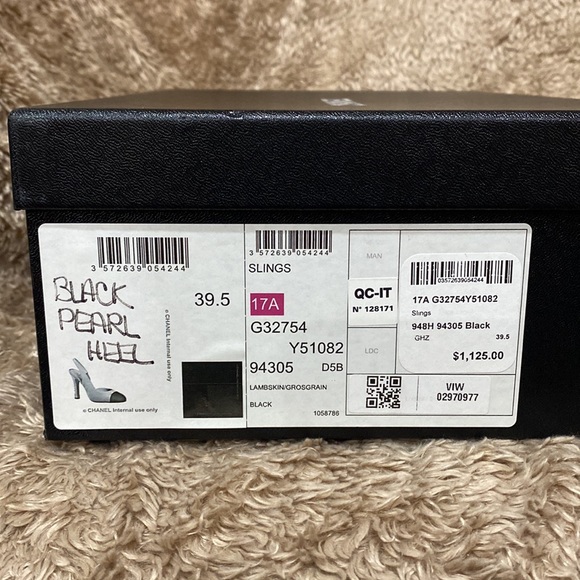 3 572639 054244
BLACK
PEARL
HEEL
39.5
© CHANEL Internal use only
© CHANEL Internal use only
3 572639 054244
SLINGS
17A
G32754
Y51082
94305 D5B
LAMBSKIN/GROSGRAIN
BLACK 1058786
MAN
QC-IT
N° 128171
LOC
03572639054244
17A G32754Y51082
Slings
948H 94305 Black
GHZ 39.5
$1,125.00
VIW
02970977